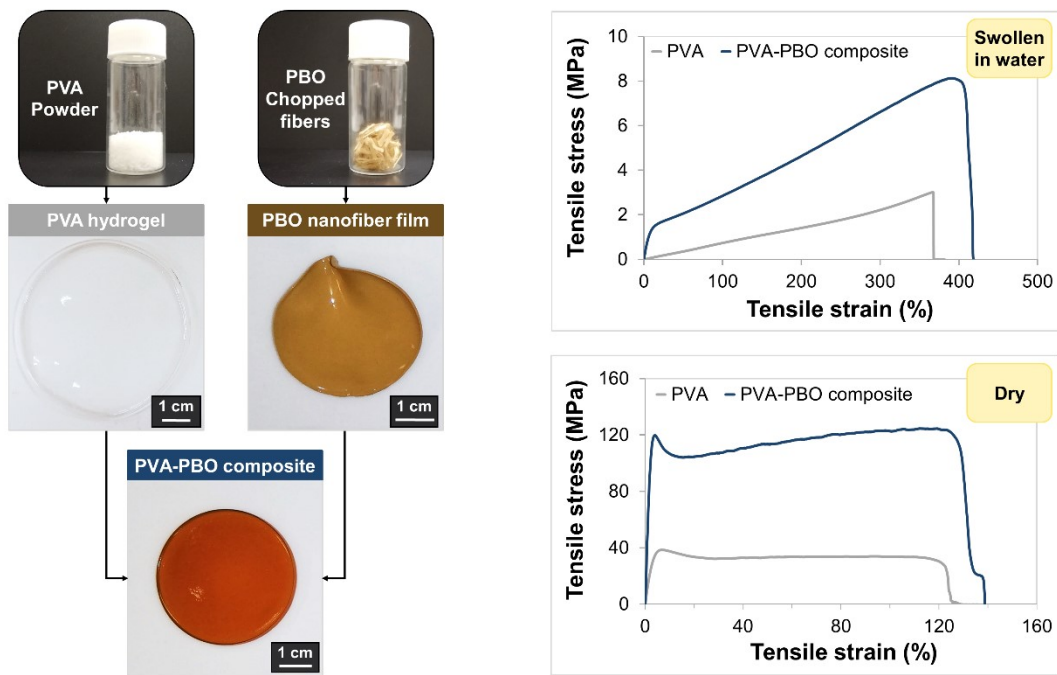 PVA
Powder
PBO
Chopped
fibers
PVA hydrogel
PBO nanofiber film
1 cm
1 cm
PVA-PBO composite
1 cm
Swollen
in water
PVA
PVA-PBO composite
Tensile stress (MPa)
10
8
6
4
2
0
0
100
200
300
400
500
Tensile strain (%)
Dry
PVA
PVA-PBO composite
Tensile stress (MPa)
160
120
80
40
0
0
40
80
120
160
Tensile strain (%)